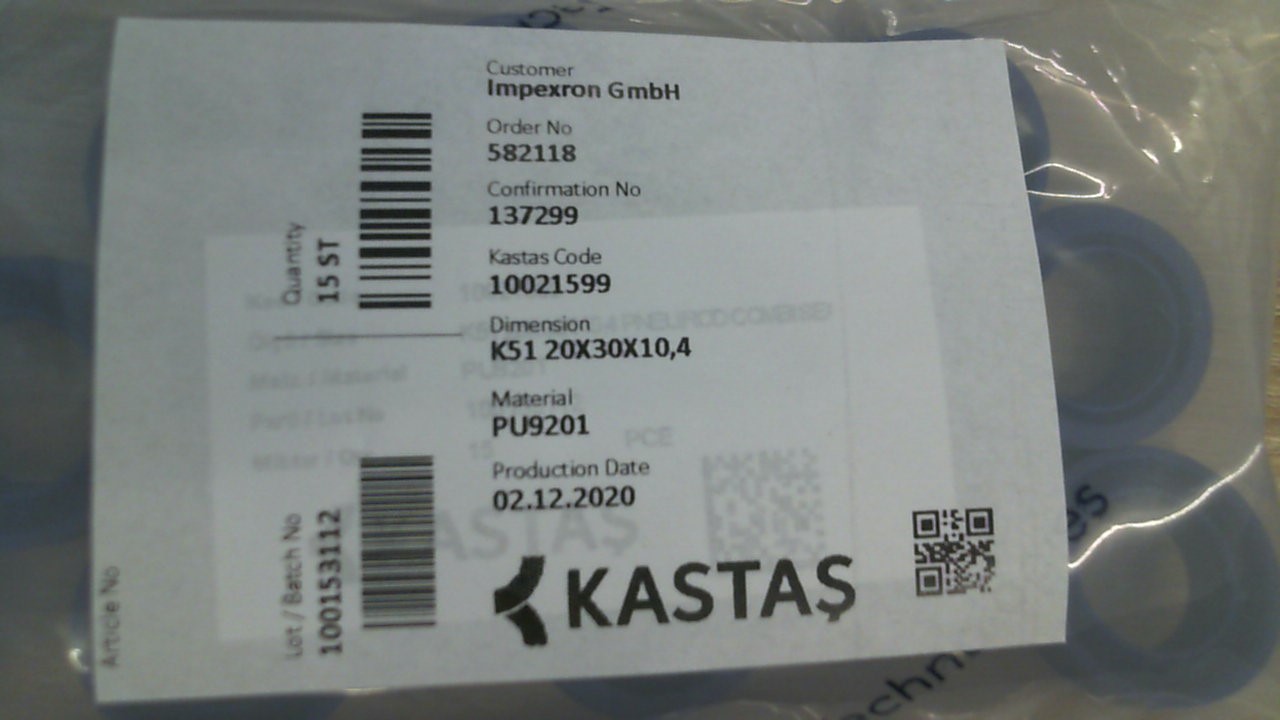 Customer
Impexron GmbH
Order No
582118
Confirmation No
137299
Kastas Code
10021599
Dimension
K51 20X30X10,4
Material
PU9201
Production Date
02.12.2020
KASTAŞ
Quantity
15 ST
Lot / Batch No
100153112
Article No